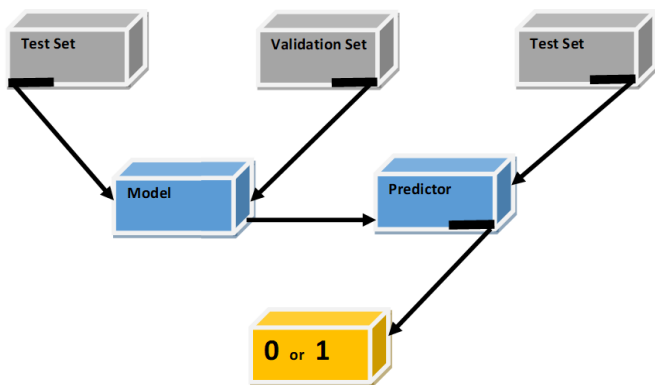 Test Set
Validation Set
Test Set
Model
Predictor
0 or 1